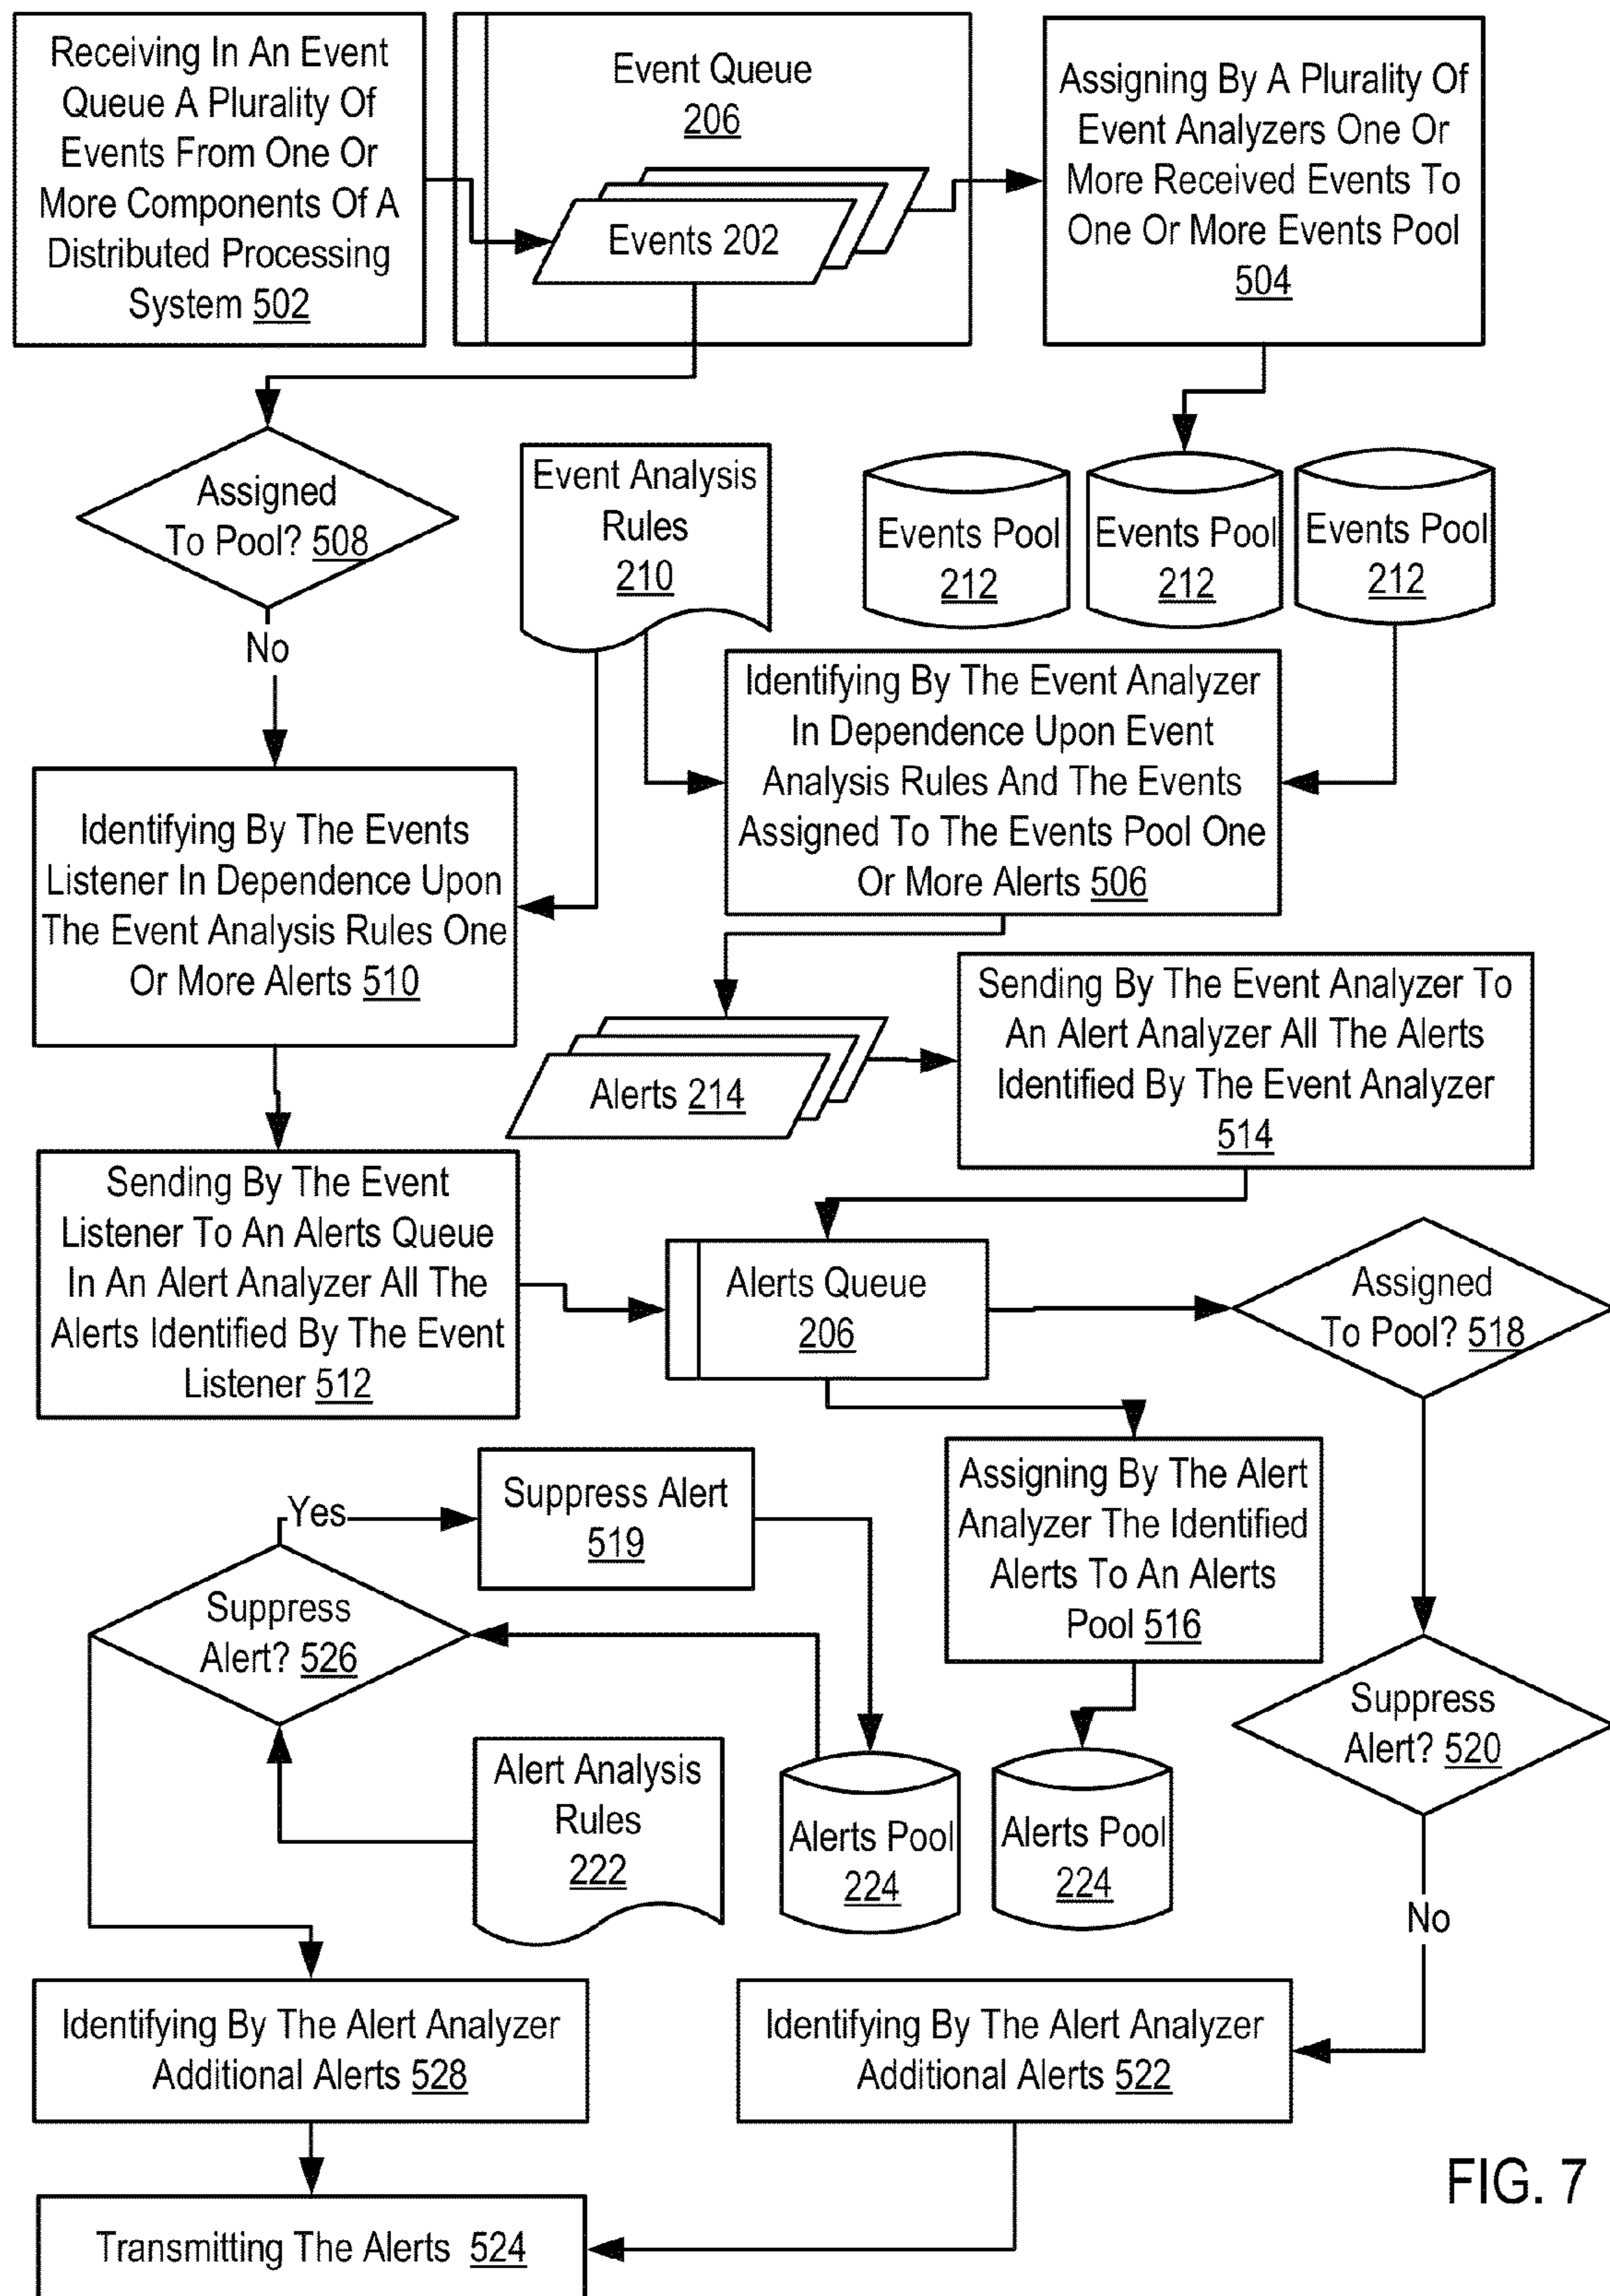 Receiving In An Event
Queue A Plurality Of
Events From One Or
More Components Of A
Distributed Processing
System 502
Event Queue
206
Events 202
Assigning By A Plurality Of
Event Analyzers One Or
More Received Events To
One Or More Events Pool
504
Assigned
To Pool? 508
No
Event Analysis
Rules
210
Events Pool
212
Events Pool
212
Events Pool
212
Identifying By The Event Analyzer
In Dependence Upon Event
Analysis Rules And The Events
Assigned To The Events Pool One
Or More Alerts 506
Identifying By The Events
Listener In Dependence Upon
The Event Analysis Rules One
Or More Alerts 510
Alerts 214
Sending By The Event Analyzer To
An Alert Analyzer All The Alerts
Identified By The Event Analyzer
514
Sending By The Event
Listener To An Alerts Queue
In An Alert Analyzer All The
Alerts Identified By The Event
Listener 512
Alerts Queue
206
Assigned
To Pool? 518
Yes
Suppress Alert
519
Assigning By The Alert
Analyzer The Identified
Alerts To An Alerts
Pool 516
Suppress
Alert? 526
Suppress
Alert? 520
Alert Analysis
Rules
222
Alerts Pool
224
Alerts Pool
224
No
Identifying By The Alert Analyzer
Additional Alerts 528
Identifying By The Alert Analyzer
Additional Alerts 522
Transmitting The Alerts 524
FIG. 7